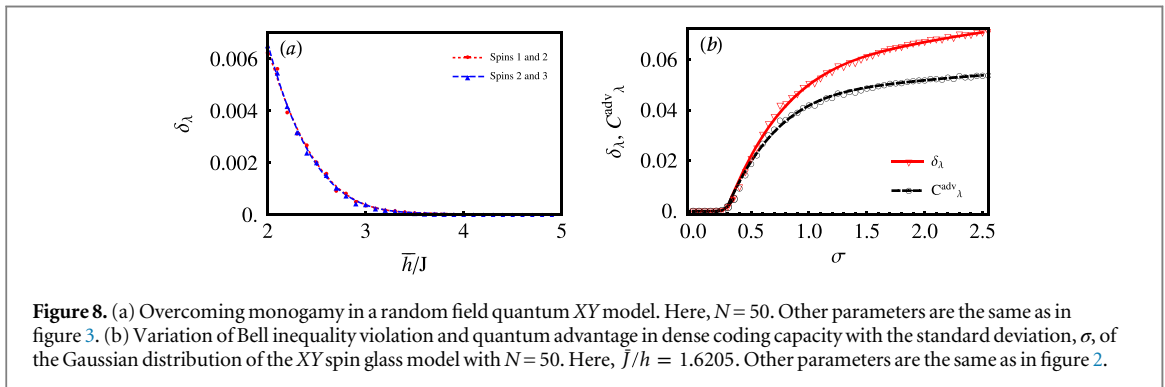 (a)
0.006
0.004
0.002
0.
δλ
Spins 1 and 2
Spins 2 and 3
2 3 4 5
h̅/J
(b)
0.06
0.04
0.02
0.
δλ, C^adv_λ
δλ
C^adv_λ
0.0 0.5 1.0 1.5 2.0 2.5
σ
Figure 8. (a) Overcoming monogamy in a random field quantum XY model. Here, N = 50. Other parameters are the same as in
figure 3. (b) Variation of Bell inequality violation and quantum advantage in dense coding capacity with the standard deviation, σ, of
the Gaussian distribution of the XY spin glass model with N = 50. Here, J̄/h = 1.6205. Other parameters are the same as in figure 2.